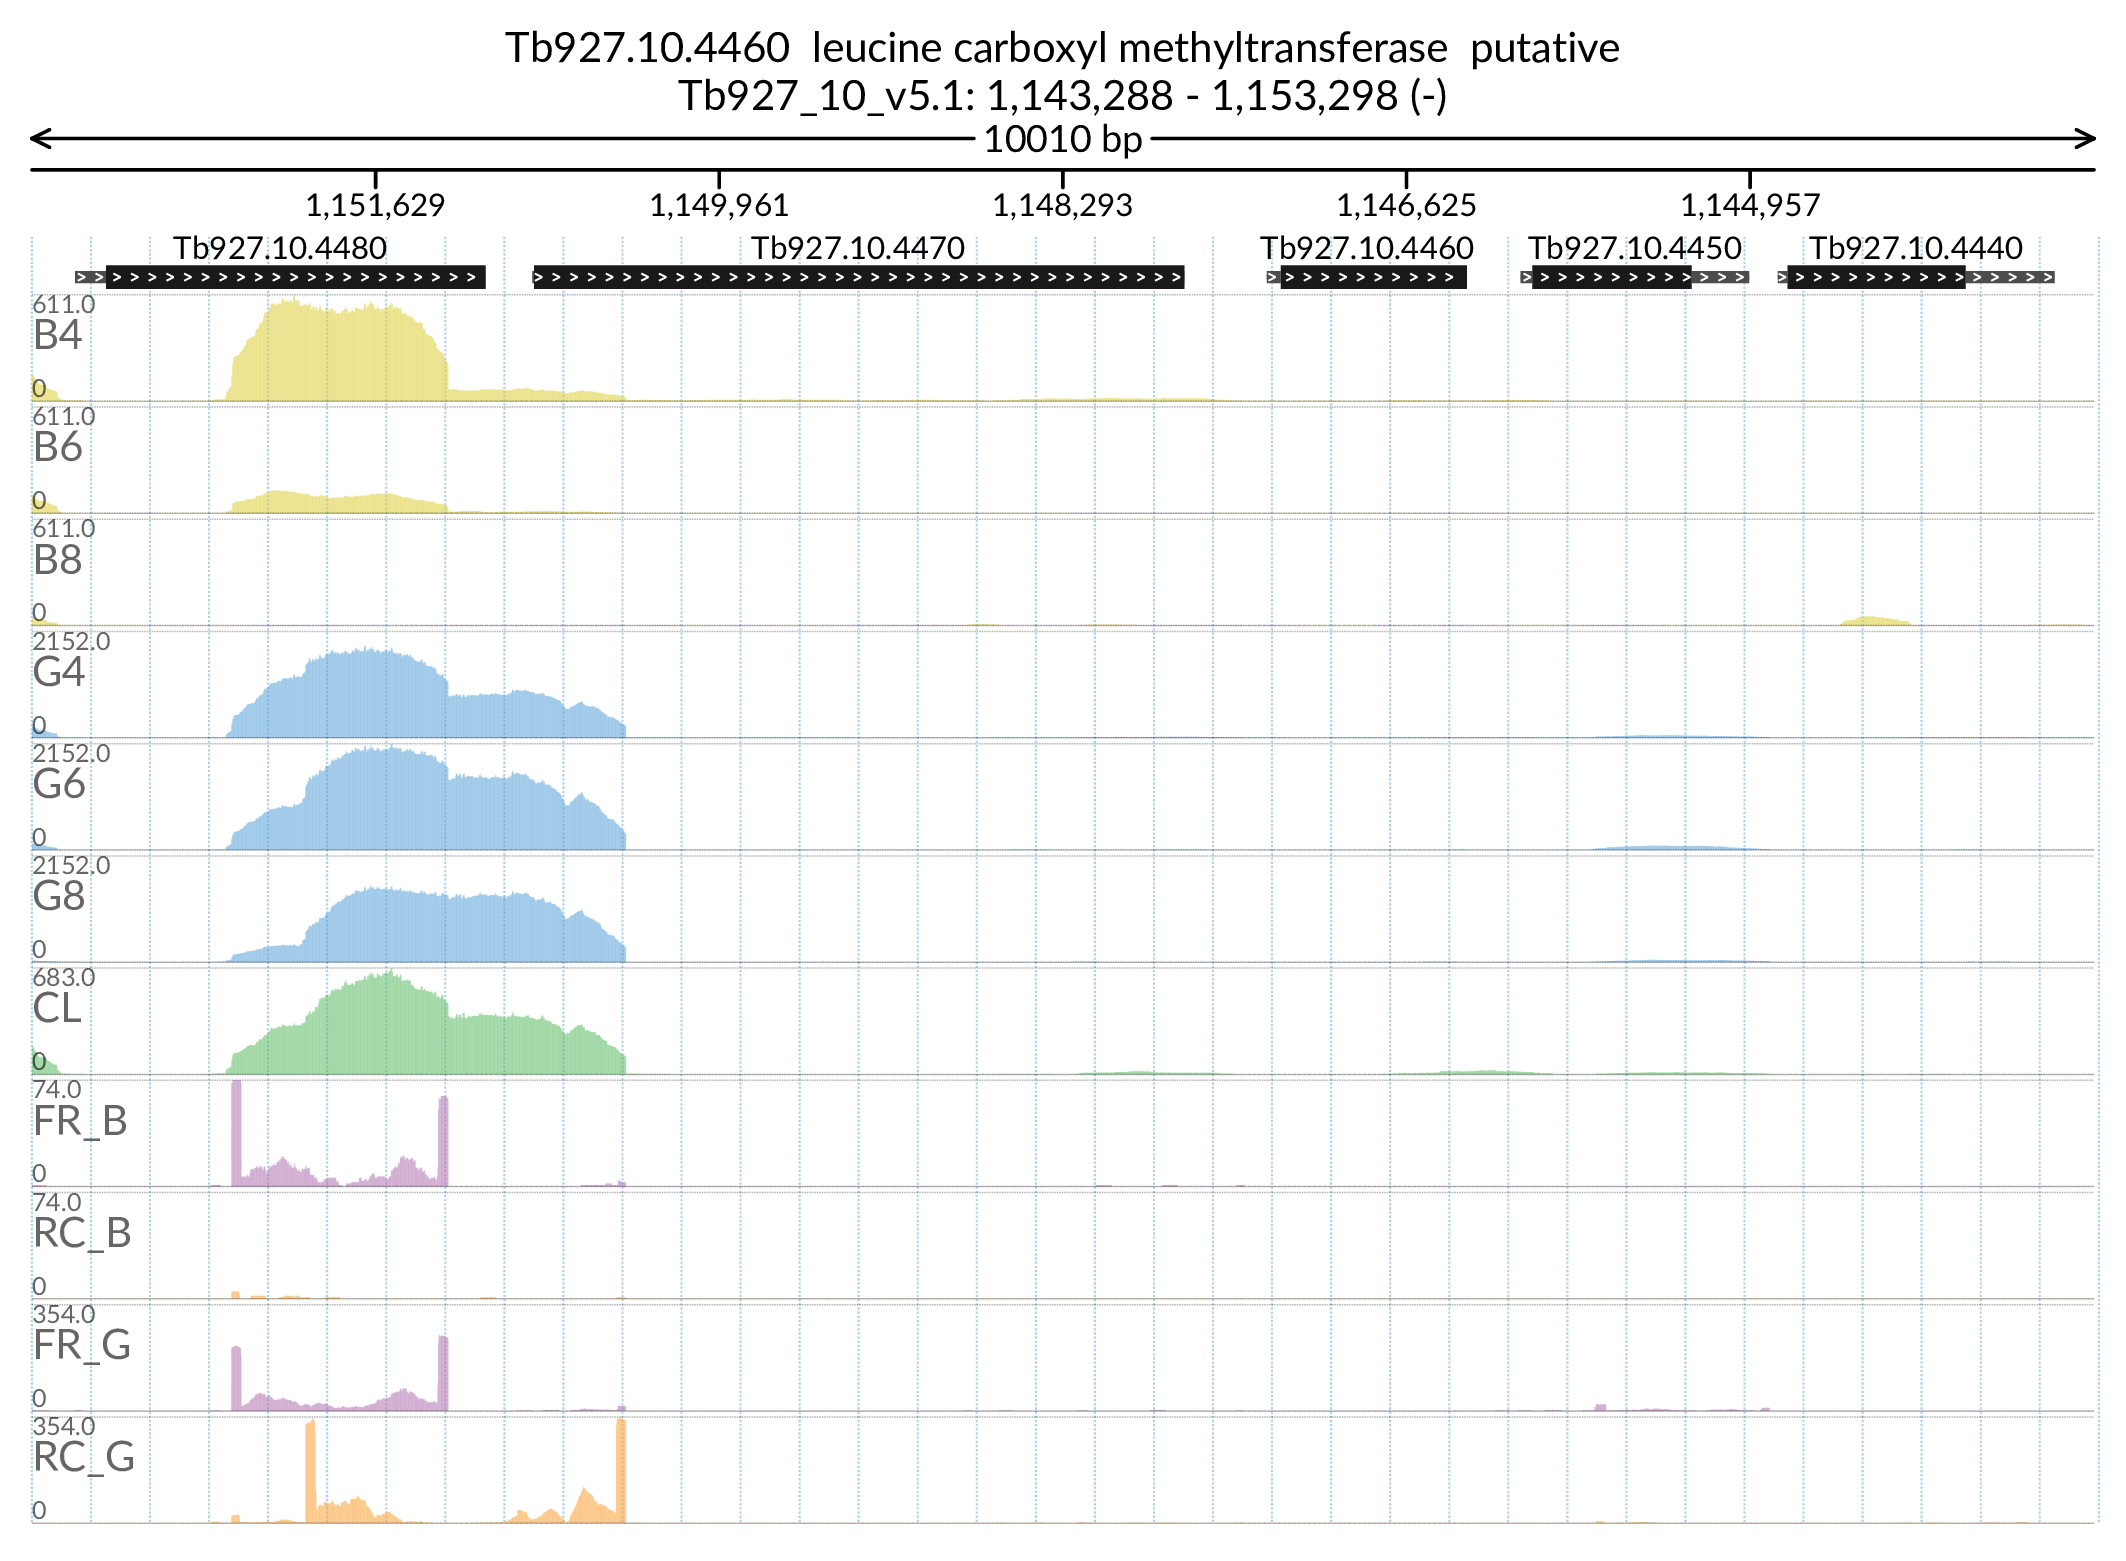 Tb927.10.4460  leucine carboxyl methyltransferase  putative
Tb927_10_v5.1: 1,143,288 - 1,153,298 (-)
10010 bp
1,151,629 1,149,961 1,148,293 1,146,625 1,144,957
Tb927.10.4480 Tb927.10.4470 Tb927.10.4460 Tb927.10.4450 Tb927.10.4440
611.0
B4
0
611.0
B6
0
611.0
B8
0
2152.0
G4
0
2152.0
G6
0
2152.0
G8
0
683.0
CL
0
74.0
FR_B
0
74.0
RC_B
0
354.0
FR_G
0
354.0
RC_G
0